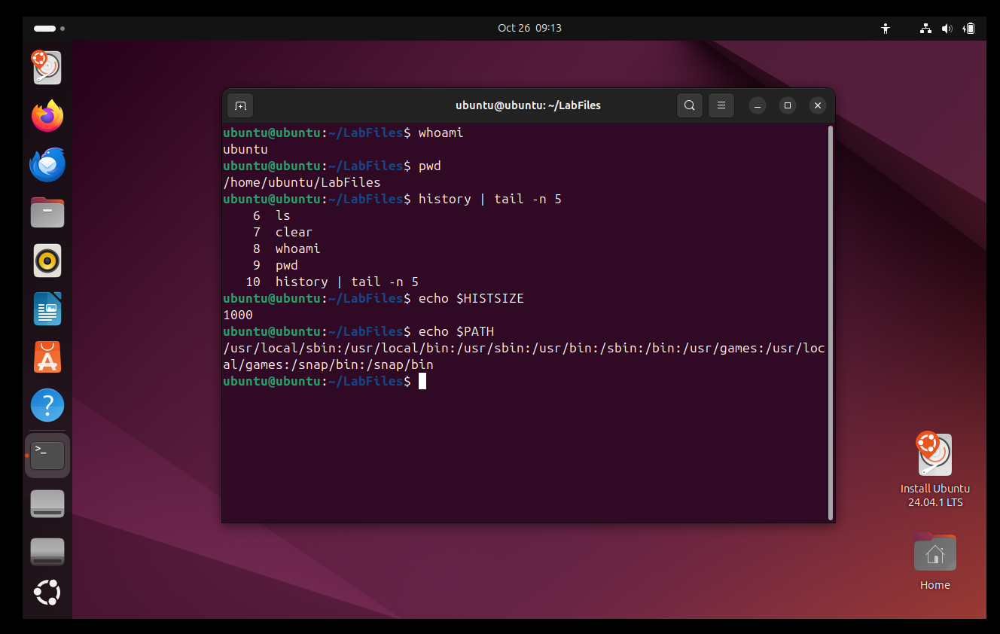 Oct 26 09:13
ubuntu@ubuntu: ~/LabFiles
ubuntu@ubuntu:~/LabFiles$ whoami
ubuntu
ubuntu@ubuntu:~/LabFiles$ pwd
/home/ubuntu/LabFiles
ubuntu@ubuntu:~/LabFiles$ history | tail -n 5
6 ls
7 clear
8 whoami
9 pwd
10 history | tail -n 5
ubuntu@ubuntu:~/LabFiles$ echo $HISTSIZE
1000
ubuntu@ubuntu:~/LabFiles$ echo $PATH
/usr/local/sbin:/usr/local/bin:/usr/sbin:/usr/bin:/sbin:/bin:/usr/games:/usr/loc
al/games:/snap/bin:/snap/bin
ubuntu@ubuntu:~/LabFiles$
Install Ubuntu
24.04.1 LTS
Home